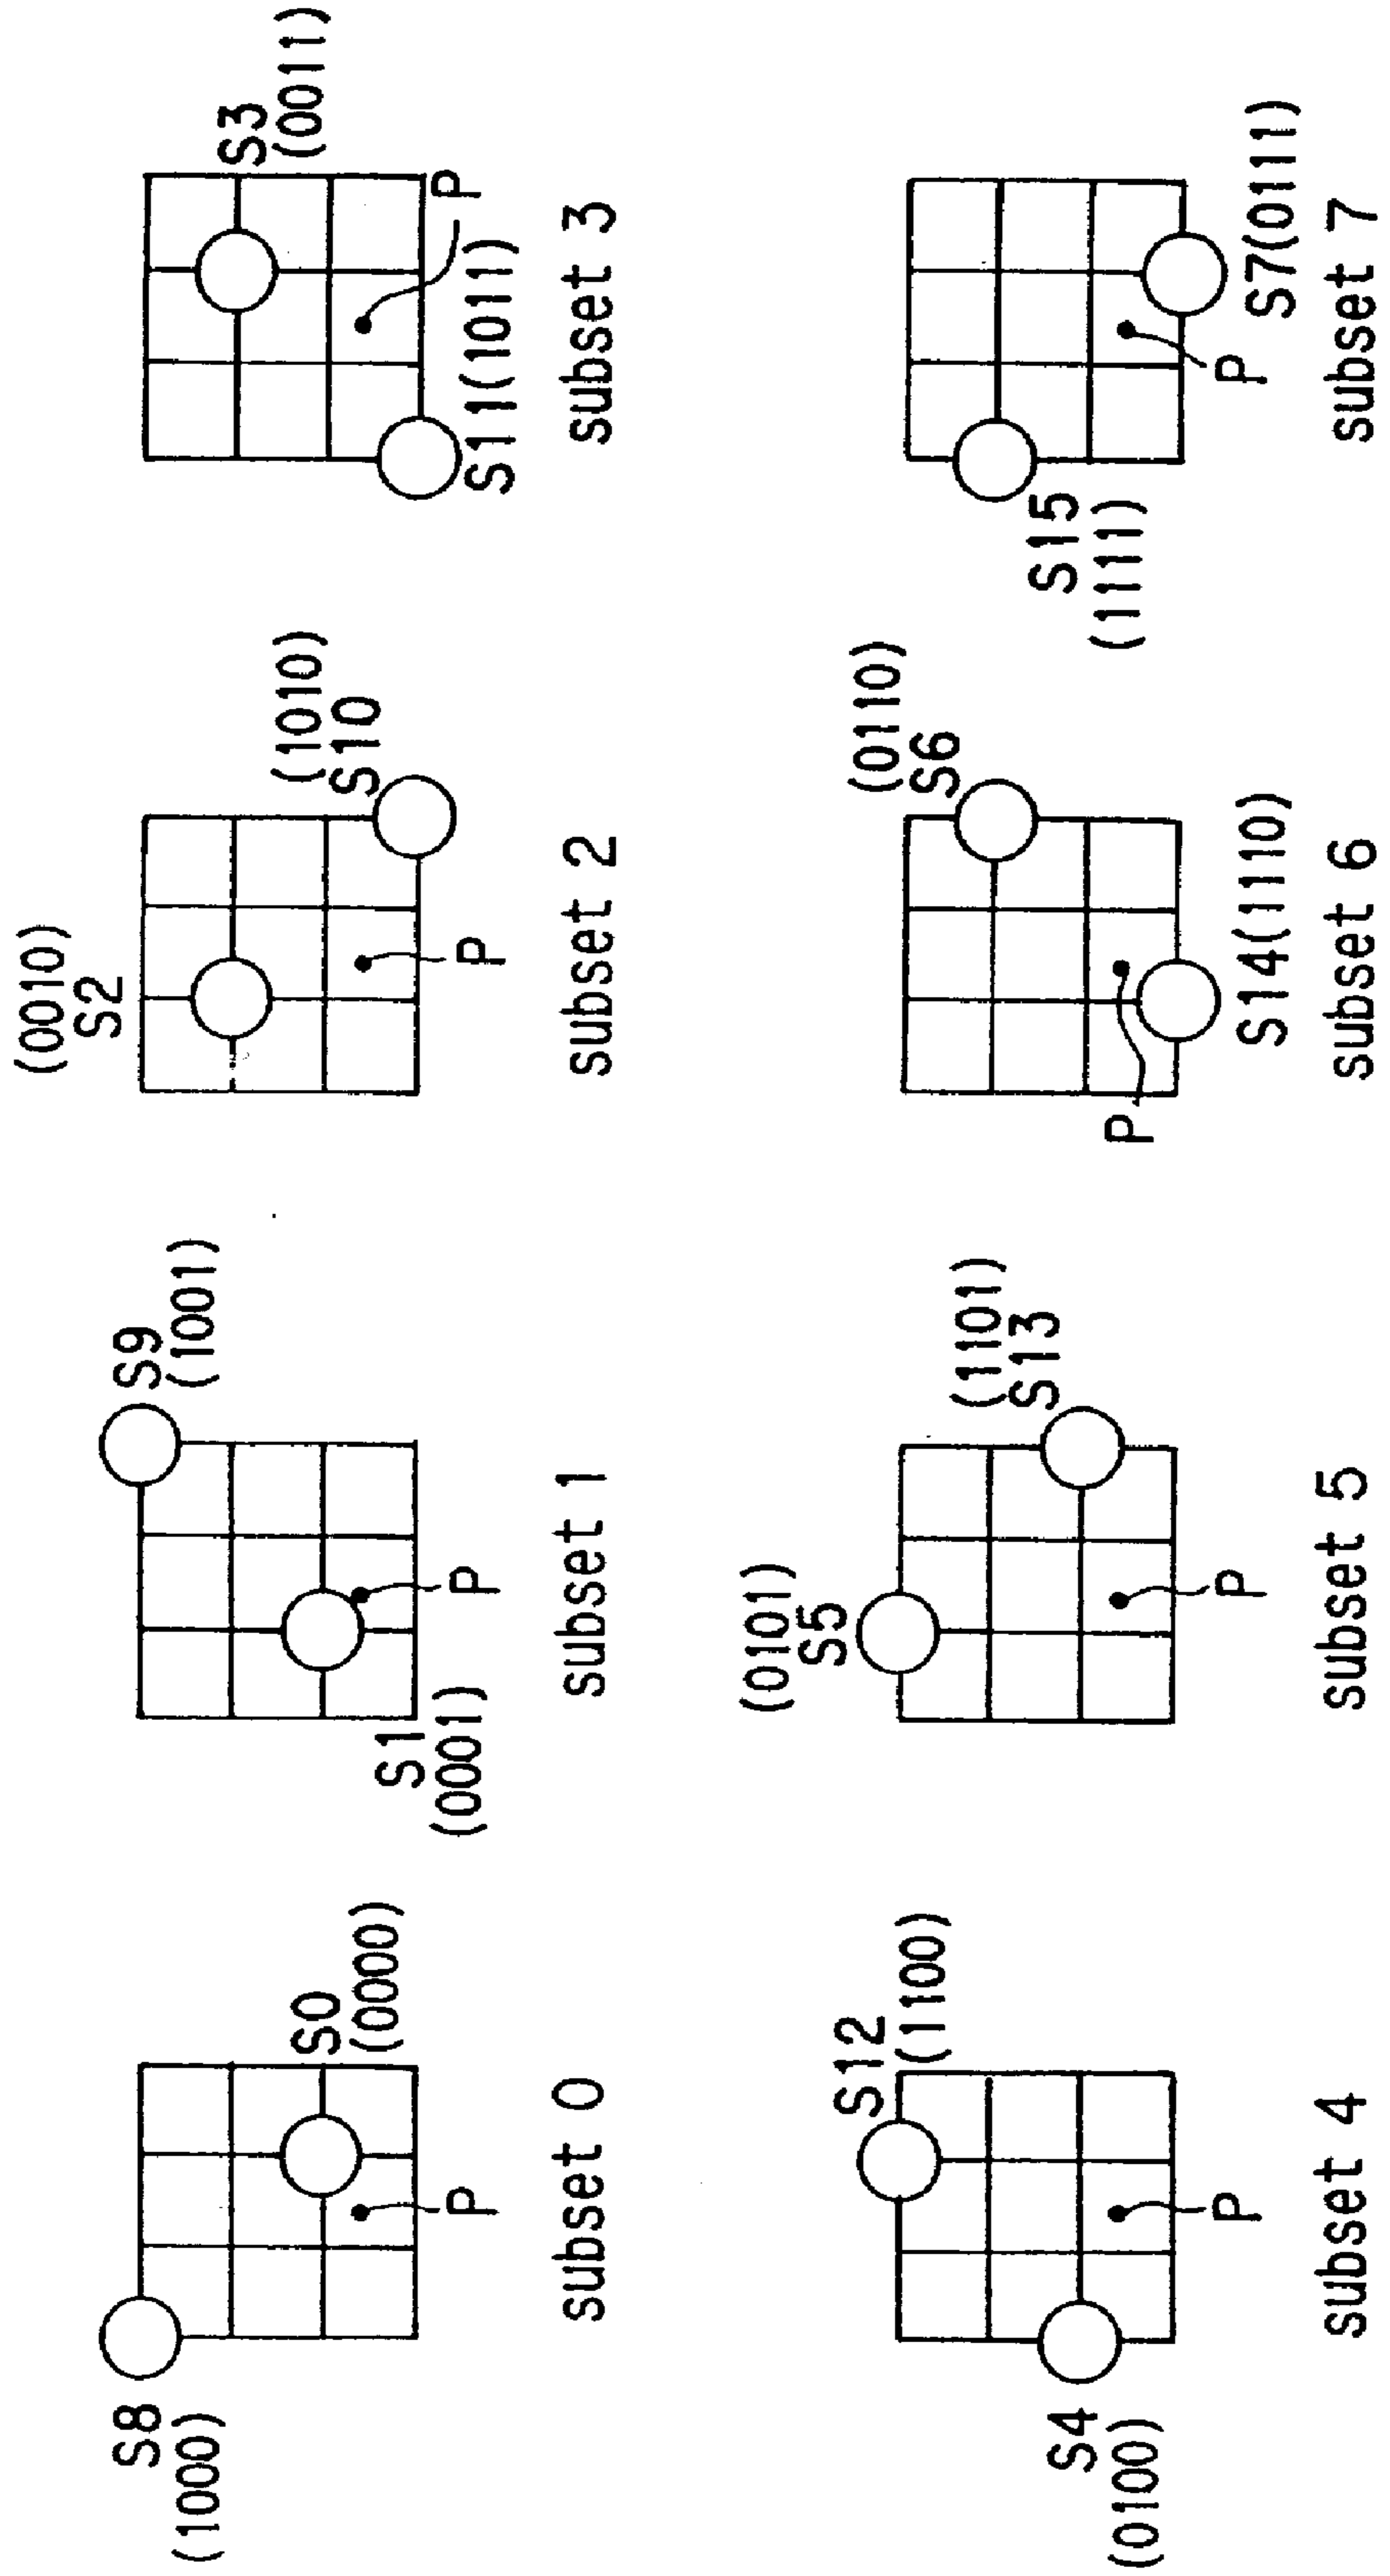 S8
(1000)
S0
(0000)
P
subset 0
S9
(1001)
S1
(0001)
P
subset 1
(0010)
S2
(1010)
S10
P
subset 2
S3
(0011)
P
S11(1011)
subset 3
S12
(1100)
S4
(0100)
P
subset 4
(0101)
S5
(1101)
S13
P
subset 5
(0110)
S6
P
S14(1110)
subset 6
S15
(1111)
P
S7(0111)
subset 7